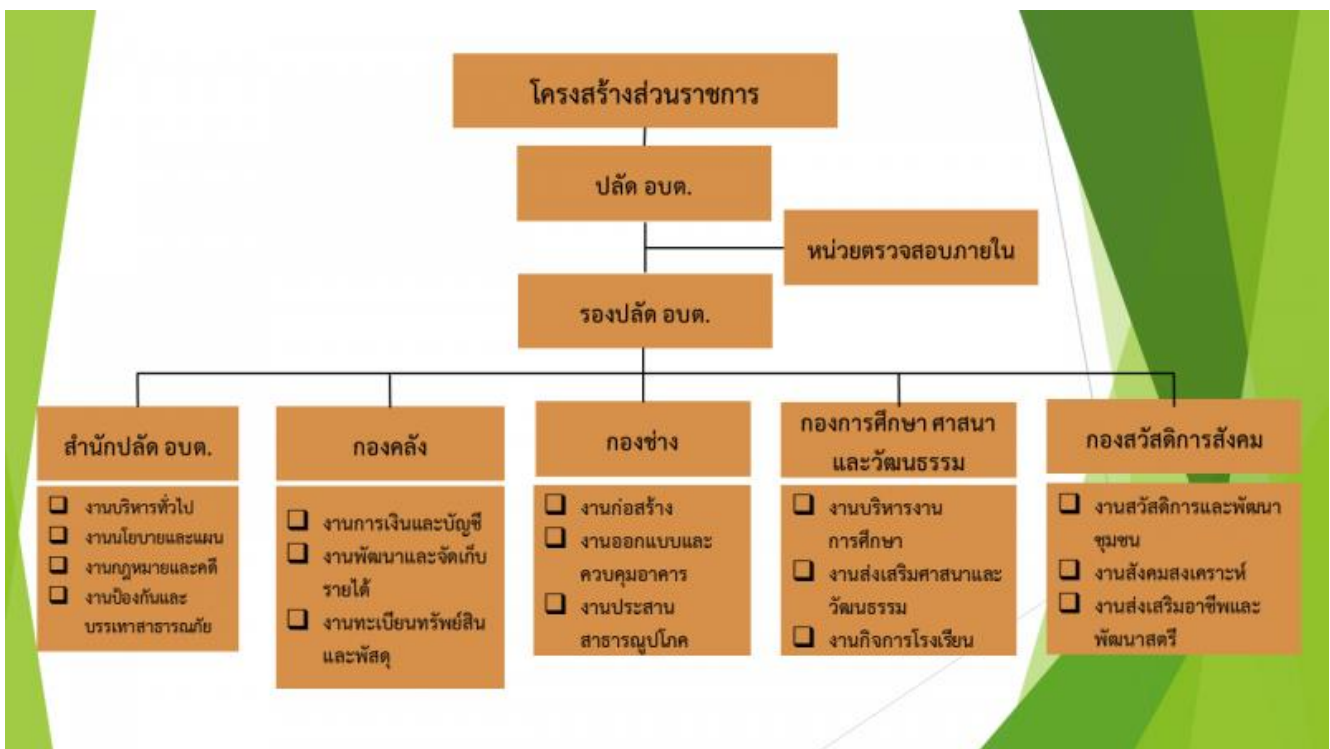 โครงสร้างส่วนราชการ
ปลัด อบต.
หน่วยตรวจสอบภายใน
รองปลัด อบต.
สำนักปลัด อบต.
งานบริหารทั่วไป
งานนโยบายและแผน
งานกฎหมายและคดี
งานป้องกันและ
บรรเทาสาธารณภัย
กองคลัง
งานการเงินและบัญชี
งานพัฒนาและจัดเก็บ
รายได้
งานทะเบียนทรัพย์สิน
และพัสดุ
กองช่าง
งานก่อสร้าง
งานออกแบบและ
ควบคุมอาคาร
งานประสาน
สาธารณูปโภค
กองการศึกษา ศาสนา
และวัฒนธรรม
งานบริหารงาน
การศึกษา
งานส่งเสริมศาสนาและ
วัฒนธรรม
งานกิจการโรงเรียน
กองสวัสดิการสังคม
งานสวัสดิการและพัฒนา
ชุมชน
งานสังคมสงเคราะห์
งานส่งเสริมอาชีพและ
พัฒนาสตรี